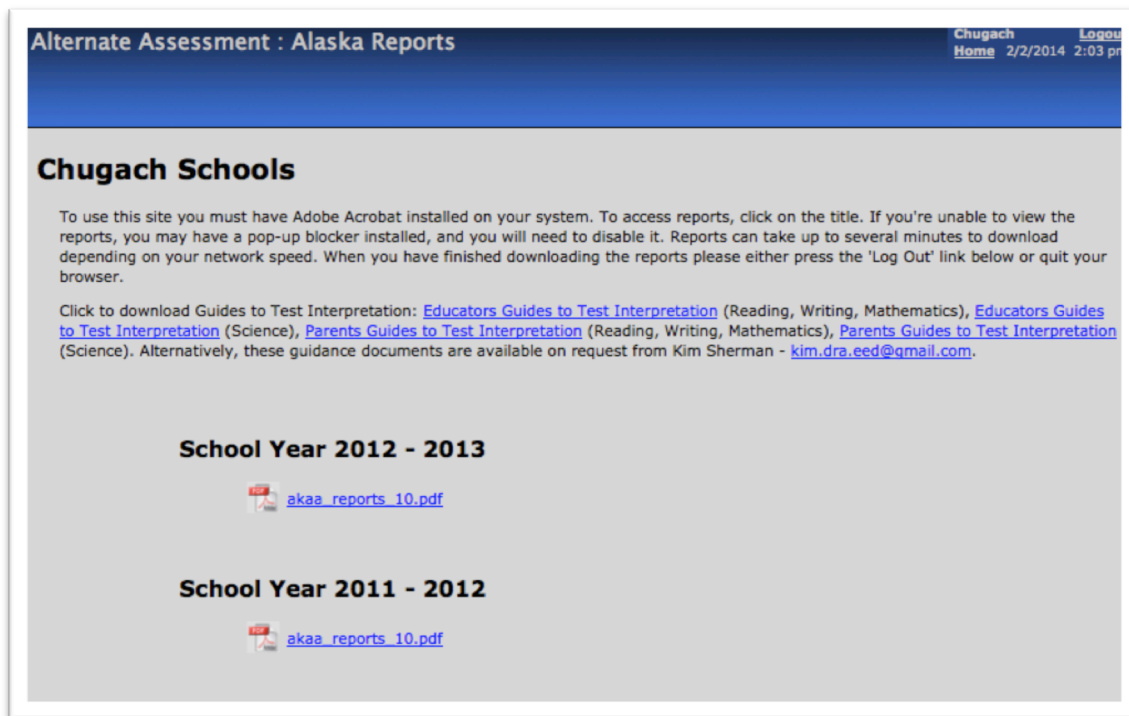 Alternate Assessment : Alaska Reports
Chugach Logou
Home 2/2/2014 2:03 pm
Chugach Schools
To use this site you must have Adobe Acrobat installed on your system. To access reports, click on the title. If you're unable to view the
reports, you may have a pop-up blocker installed, and you will need to disable it. Reports can take up to several minutes to download
depending on your network speed. When you have finished downloading the reports please either press the 'Log Out' link below or quit your
browser.
Click to download Guides to Test Interpretation: Educators Guides to Test Interpretation (Reading, Writing, Mathematics), Educators Guides
to Test Interpretation (Science), Parents Guides to Test Interpretation (Reading, Writing, Mathematics), Parents Guides to Test Interpretation
(Science). Alternatively, these guidance documents are available on request from Kim Sherman - kim.dra.eed@gmail.com.
School Year 2012 - 2013
PDF akaa_reports_10.pdf
School Year 2011 - 2012
PDF akaa_reports_10.pdf